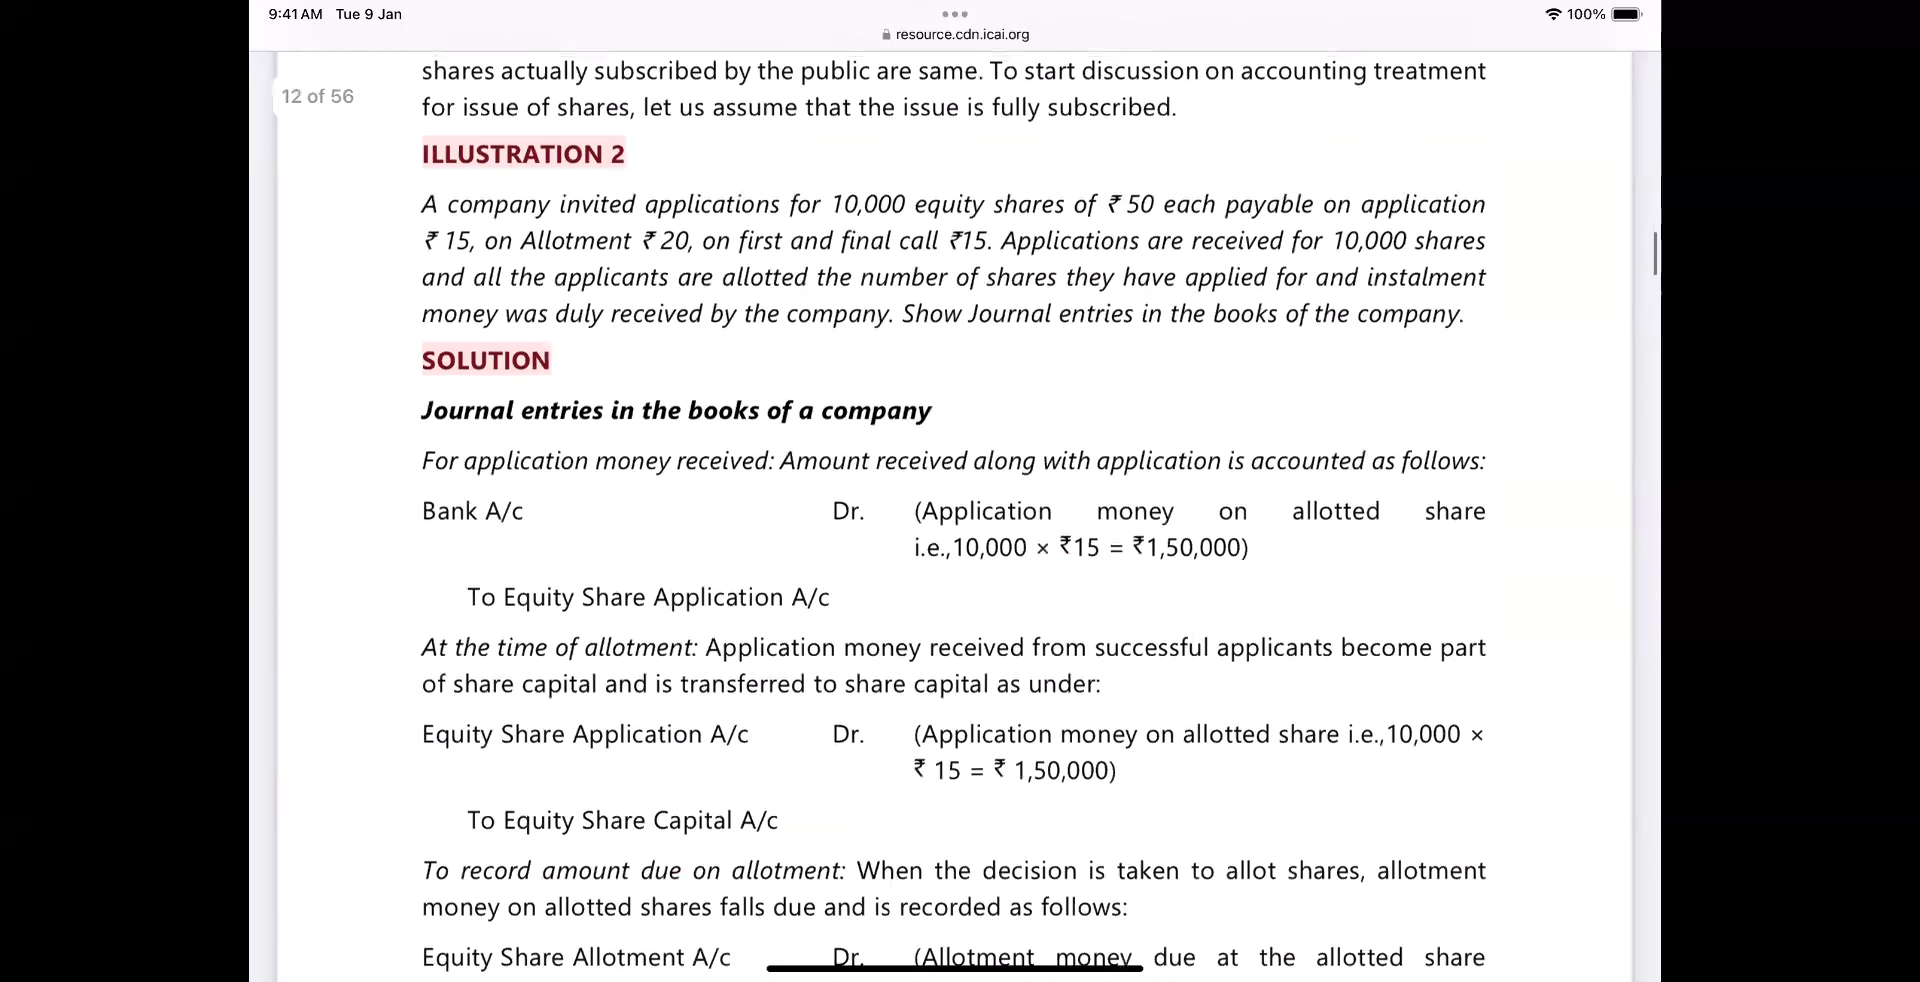 9:41 AM Tue 9 Jan
100%
resource.cdn.icai.org
12 of 56
shares actually subscribed by the public are same. To start discussion on accounting treatment
for issue of shares, let us assume that the issue is fully subscribed.
ILLUSTRATION 2
A company invited applications for 10,000 equity shares of ₹ 50 each payable on application
₹ 15, on Allotment ₹ 20, on first and final call ₹15. Applications are received for 10,000 shares
and all the applicants are allotted the number of shares they have applied for and instalment
money was duly received by the company. Show Journal entries in the books of the company.
SOLUTION
Journal entries in the books of a company
For application money received: Amount received along with application is accounted as follows:
Bank A/c Dr. (Application money on allotted share
i.e.,10,000 × ₹15 = ₹1,50,000)
To Equity Share Application A/c
At the time of allotment: Application money received from successful applicants become part
of share capital and is transferred to share capital as under:
Equity Share Application A/c Dr. (Application money on allotted share i.e.,10,000 ×
₹ 15 = ₹ 1,50,000)
To Equity Share Capital A/c
To record amount due on allotment: When the decision is taken to allot shares, allotment
money on allotted shares falls due and is recorded as follows:
Equity Share Allotment A/c Dr. (Allotment money due at the allotted share